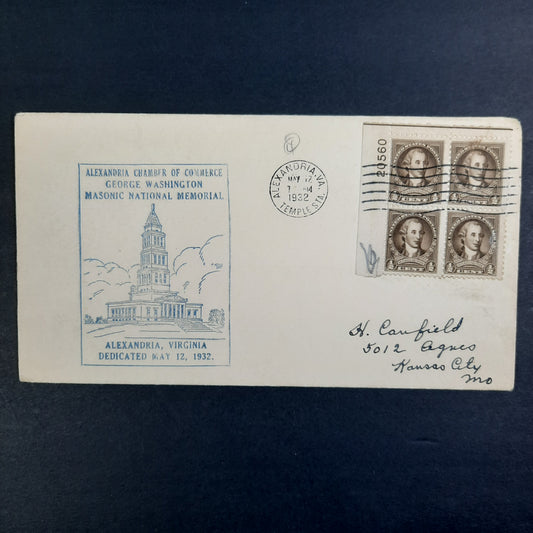 ALEXANDRIA CHAMBER OF COMMERCE
GEORGE WASHINGTON
MASONIC NATIONAL MEMORIAL
ALEXANDRIA, VIRGINIA
DEDICATED MAY 12, 1932.
ALEXANDRIA, VA.
MAY 12
1932
TEMPLE STA.
20560
H. Canfield
5012 Agnes
Kansas City
Mo